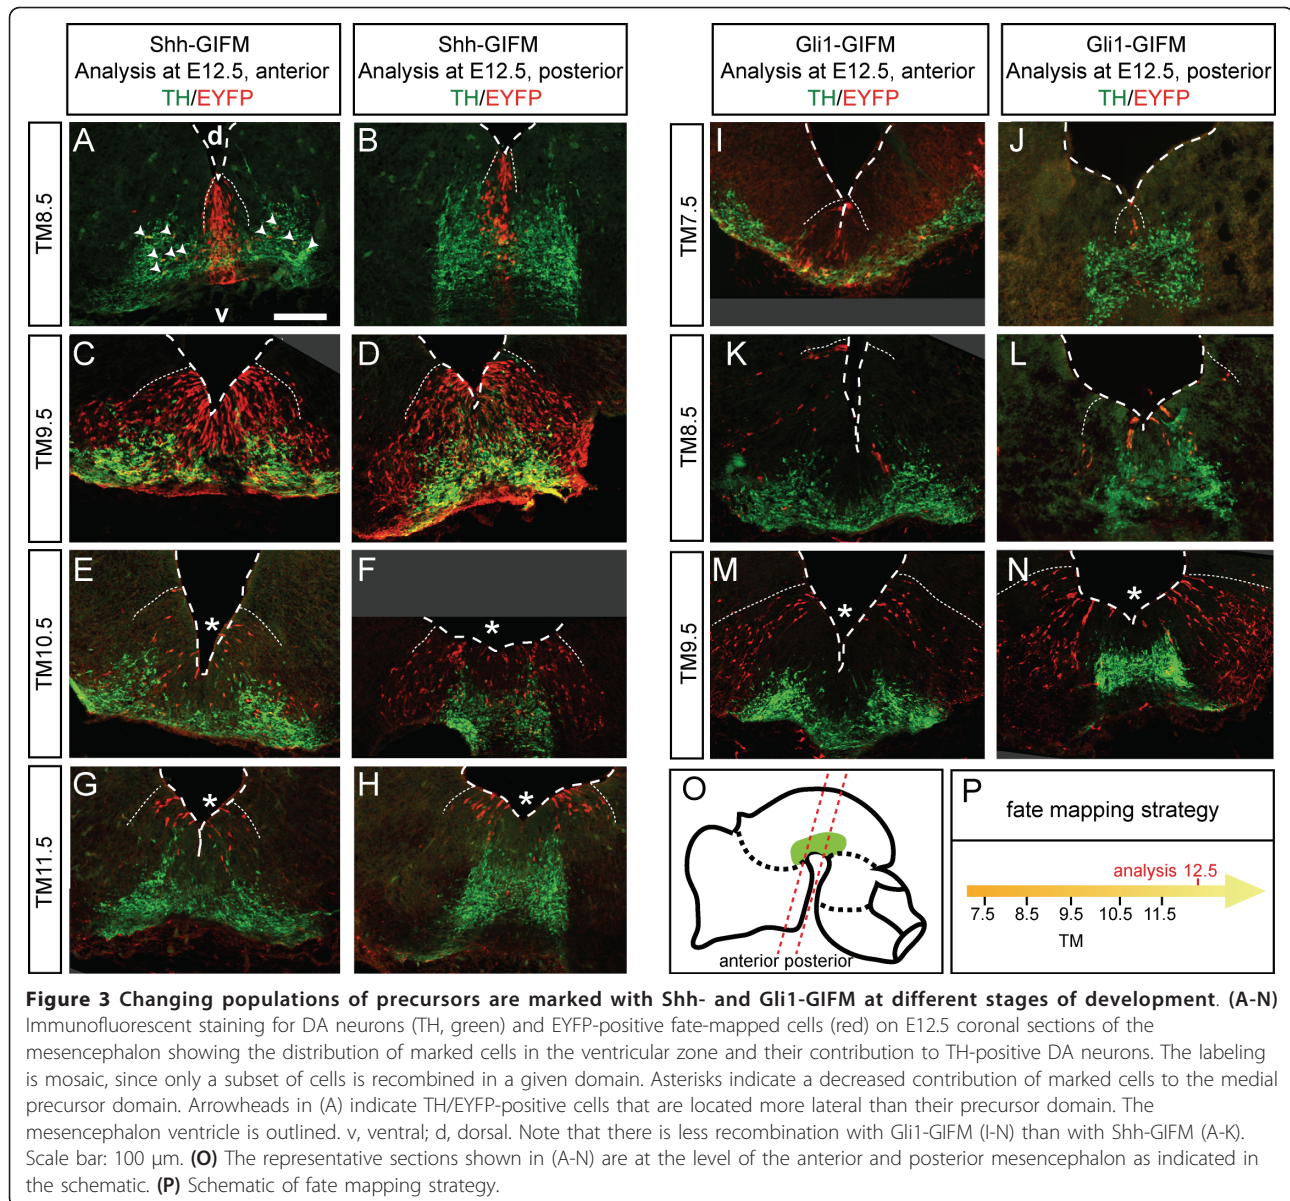 Shh-GIFM
Analysis at E12.5, anterior
TH/EYFP
Shh-GIFM
Analysis at E12.5, posterior
TH/EYFP
Gli1-GIFM
Analysis at E12.5, anterior
TH/EYFP
Gli1-GIFM
Analysis at E12.5, posterior
TH/EYFP
TM8.5
A
d
v
B
TM9.5
C
D
TM10.5
E
*
F
*
TM11.5
G
*
H
*
TM7.5
I
J
TM8.5
K
L
TM9.5
M
*
N
*
O
anterior posterior
P
fate mapping strategy
analysis 12.5
7.5 8.5 9.5 10.5 11.5
TM
Figure 3 Changing populations of precursors are marked with Shh- and Gli1-GIFM at different stages of development. (A-N)
Immunofluorescent staining for DA neurons (TH, green) and EYFP-positive fate-mapped cells (red) on E12.5 coronal sections of the
mesencephalon showing the distribution of marked cells in the ventricular zone and their contribution to TH-positive DA neurons. The labeling
is mosaic, since only a subset of cells is recombined in a given domain. Asterisks indicate a decreased contribution of marked cells to the medial
precursor domain. Arrowheads in (A) indicate TH/EYFP-positive cells that are located more lateral than their precursor domain. The
mesencephalon ventricle is outlined. v, ventral; d, dorsal. Note that there is less recombination with Gli1-GIFM (I-N) than with Shh-GIFM (A-K).
Scale bar: 100 μm. (O) The representative sections shown in (A-N) are at the level of the anterior and posterior mesencephalon as indicated in
the schematic. (P) Schematic of fate mapping strategy.